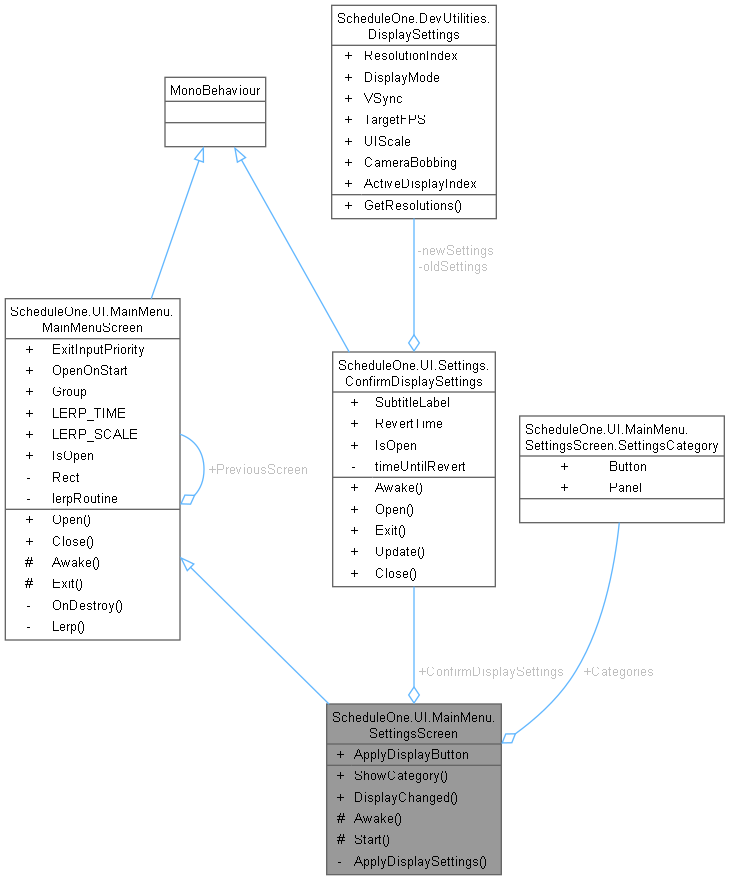 ScheduleOne.DevUtilities.
DisplaySettings
+ ResolutionIndex
+ DisplayMode
+ VSync
+ TargetFPS
+ UIScale
+ CameraBobbing
+ ActiveDisplayIndex
+ GetResolutions()
MonoBehaviour
-newSettings
-oldSettings
ScheduleOne.UI.MainMenu.
MainMenuScreen
+ ExitInputPriority
+ OpenOnStart
+ Group
+ LERP_TIME
+ LERP_SCALE
+ IsOpen
- Rect
- lerpRoutine
+ Open()
+ Close()
# Awake()
# Exit()
- OnDestroy()
- Lerp()
+PreviousScreen
ScheduleOne.UI.Settings.
ConfirmDisplaySettings
+ SubtitleLabel
+ RevertTime
+ IsOpen
- timeUntilRevert
+ Awake()
+ Open()
+ Exit()
+ Update()
+ Close()
ScheduleOne.UI.MainMenu.
SettingsScreen.SettingsCategory
+ Button
+ Panel
+ConfirmDisplaySettings
+Categories
ScheduleOne.UI.MainMenu.
SettingsScreen
+ ApplyDisplayButton
+ ShowCategory()
+ DisplayChanged()
# Awake()
# Start()
- ApplyDisplaySettings()